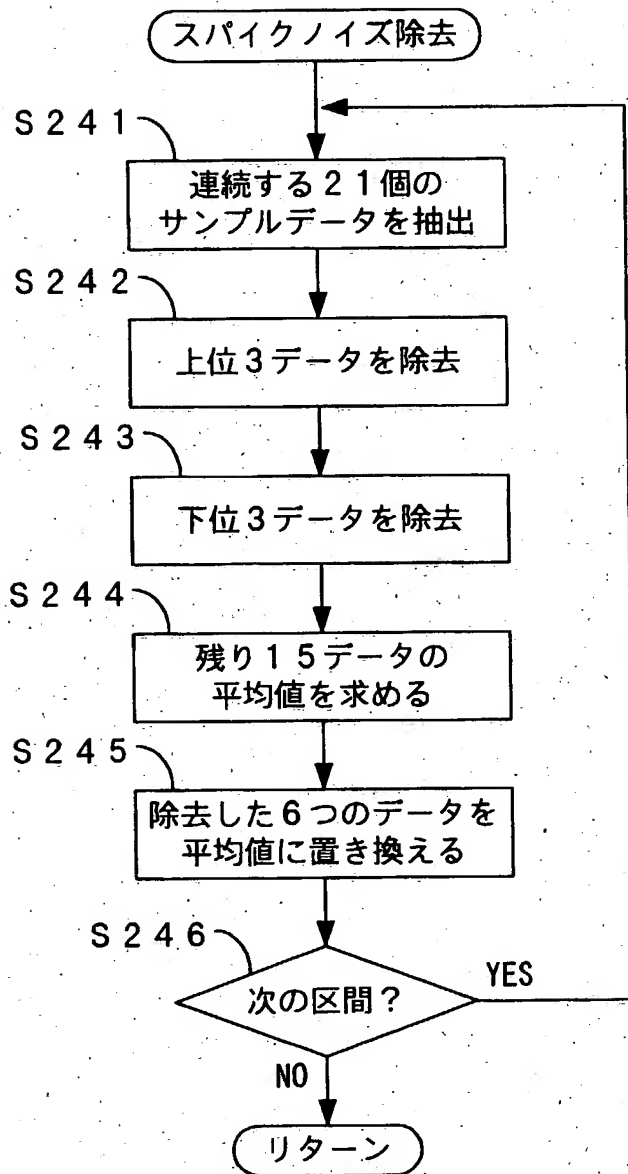 スパイクノイズ除去
S241
連続する21個の
サンプルデータを抽出
S242
上位3データを除去
S243
下位3データを除去
S244
残り15データの
平均値を求める
S245
除去した6つのデータを
平均値に置き換える
S246
次の区間?
YES
NO
リターン